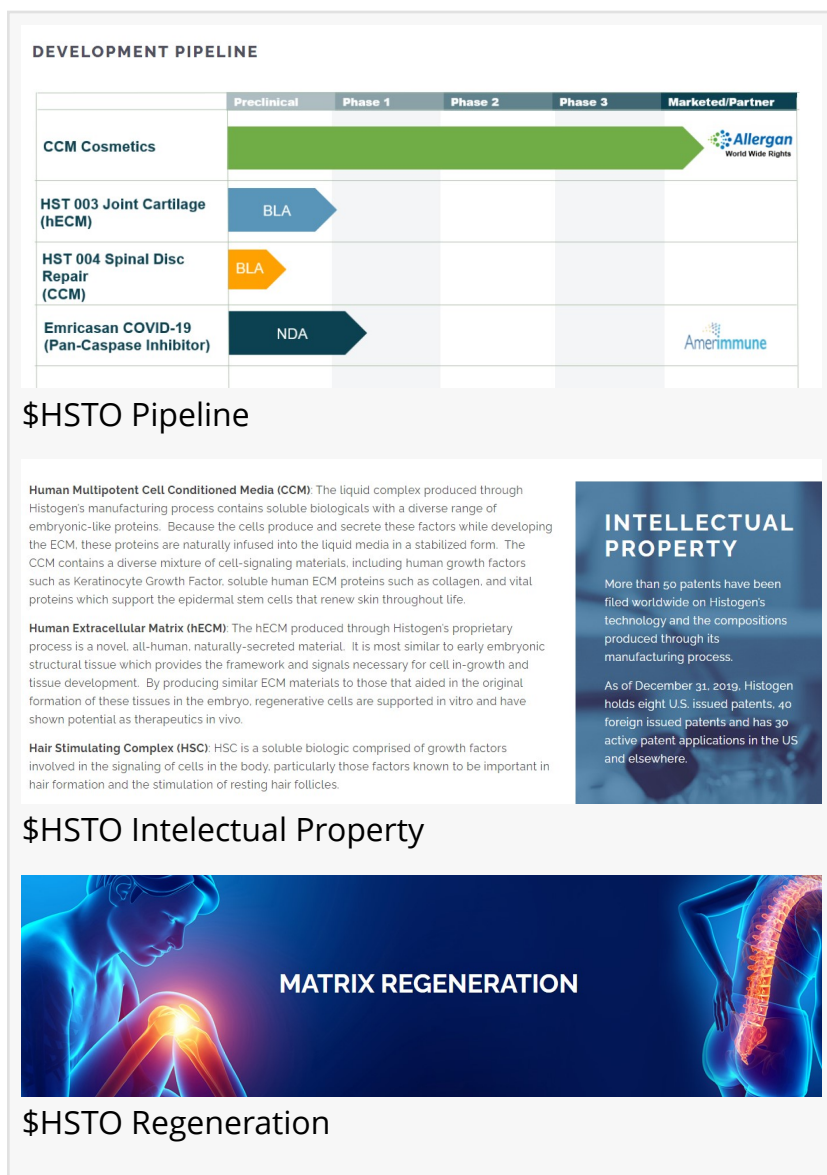 DEVELOPMENT PIPELINE
Preclinical Phase 1 Phase 2 Phase 3 Marketed/Partner
CCM Cosmetics
Allergan
World Wide Rights
HST 003 Joint Cartilage
(hECM)
BLA
HST 004 Spinal Disc
Repair
(CCM)
BLA
Emricasan COVID-19
(Pan-Caspase Inhibitor)
NDA
Amerimmune
$HSTO Pipeline
Human Multipotent Cell Conditioned Media (CCM): The liquid complex produced through
Histogen's manufacturing process contains soluble biologicals with a diverse range of
embryonic-like proteins. Because the cells produce and secrete these factors while developing
the ECM, these proteins are naturally infused into the liquid media in a stabilized form. The
CCM contains a diverse mixture of cell-signaling materials, including human growth factors
such as Keratinocyte Growth Factor, soluble human ECM proteins such as collagen, and vital
proteins which support the epidermal stem cells that renew skin throughout life.
Human Extracellular Matrix (hECM): The hECM produced through Histogen's proprietary
process is a novel, all-human, naturally-secreted material. It is most similar to early embryonic
structural tissue which provides the framework and signals necessary for cell in-growth and
tissue development. By producing similar ECM materials to those that aided in the original
formation of these tissues in the embryo, regenerative cells are supported in vitro and have
shown potential as therapeutics in vivo.
Hair Stimulating Complex (HSC): HSC is a soluble biologic comprised of growth factors
involved in the signaling of cells in the body, particularly those factors known to be important in
hair formation and the stimulation of resting hair follicles.
INTELLECTUAL
PROPERTY
More than 50 patents have been
filed worldwide on Histogen's
technology and the compositions
produced through its
manufacturing process.
As of December 31, 2019, Histogen
holds eight U.S. issued patents, 40
foreign issued patents and has 30
active patent applications in the US
and elsewhere.
$HSTO Intelectual Property
MATRIX REGENERATION
$HSTO Regeneration